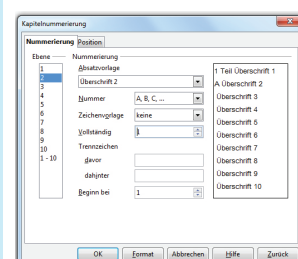 Kapitelnummerierung
Nummerierung Position
Ebene
1
2
3
4
5
6
7
8
9
10
1 - 10
Nummerierung
Absatzvorlage
Überschrift 2
Nummer
A, B, C, ...
Zeichenvorlage
keine
Vollständig
1
Trennzeichen
davor
dahinter
Beginn bei
1
1 Teil Überschrift 1
A Überschrift 2
Überschrift 3
Überschrift 4
Überschrift 5
Überschrift 6
Überschrift 7
Überschrift 8
Überschrift 9
Überschrift 10
OK Format Abbrechen Hilfe Zurück